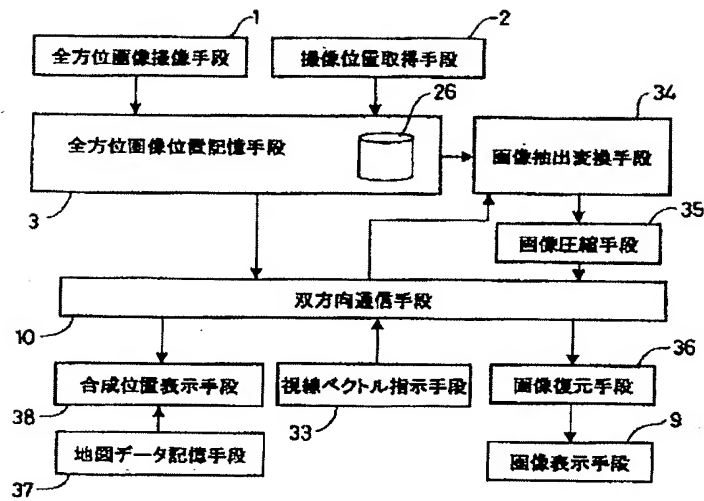 1
2
全方位画像撮像手段
撮像位置取得手段
26
34
全方位画像位置記憶手段
画像抽出変換手段
3
35
画像圧縮手段
双方向通信手段
10
36
合成位置表示手段
視線ベクトル指示手段
画像復元手段
38
33
9
地図データ記憶手段
画像表示手段
37